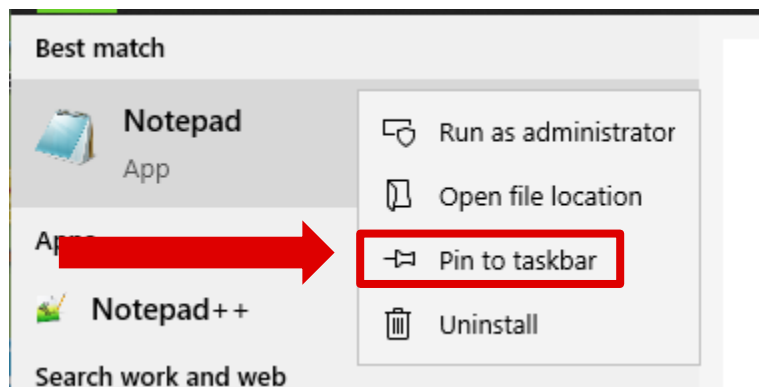 Best match
Notepad
App
Run as administrator
Open file location
Pin to taskbar
Uninstall
Apps
Notepad++
Search work and web